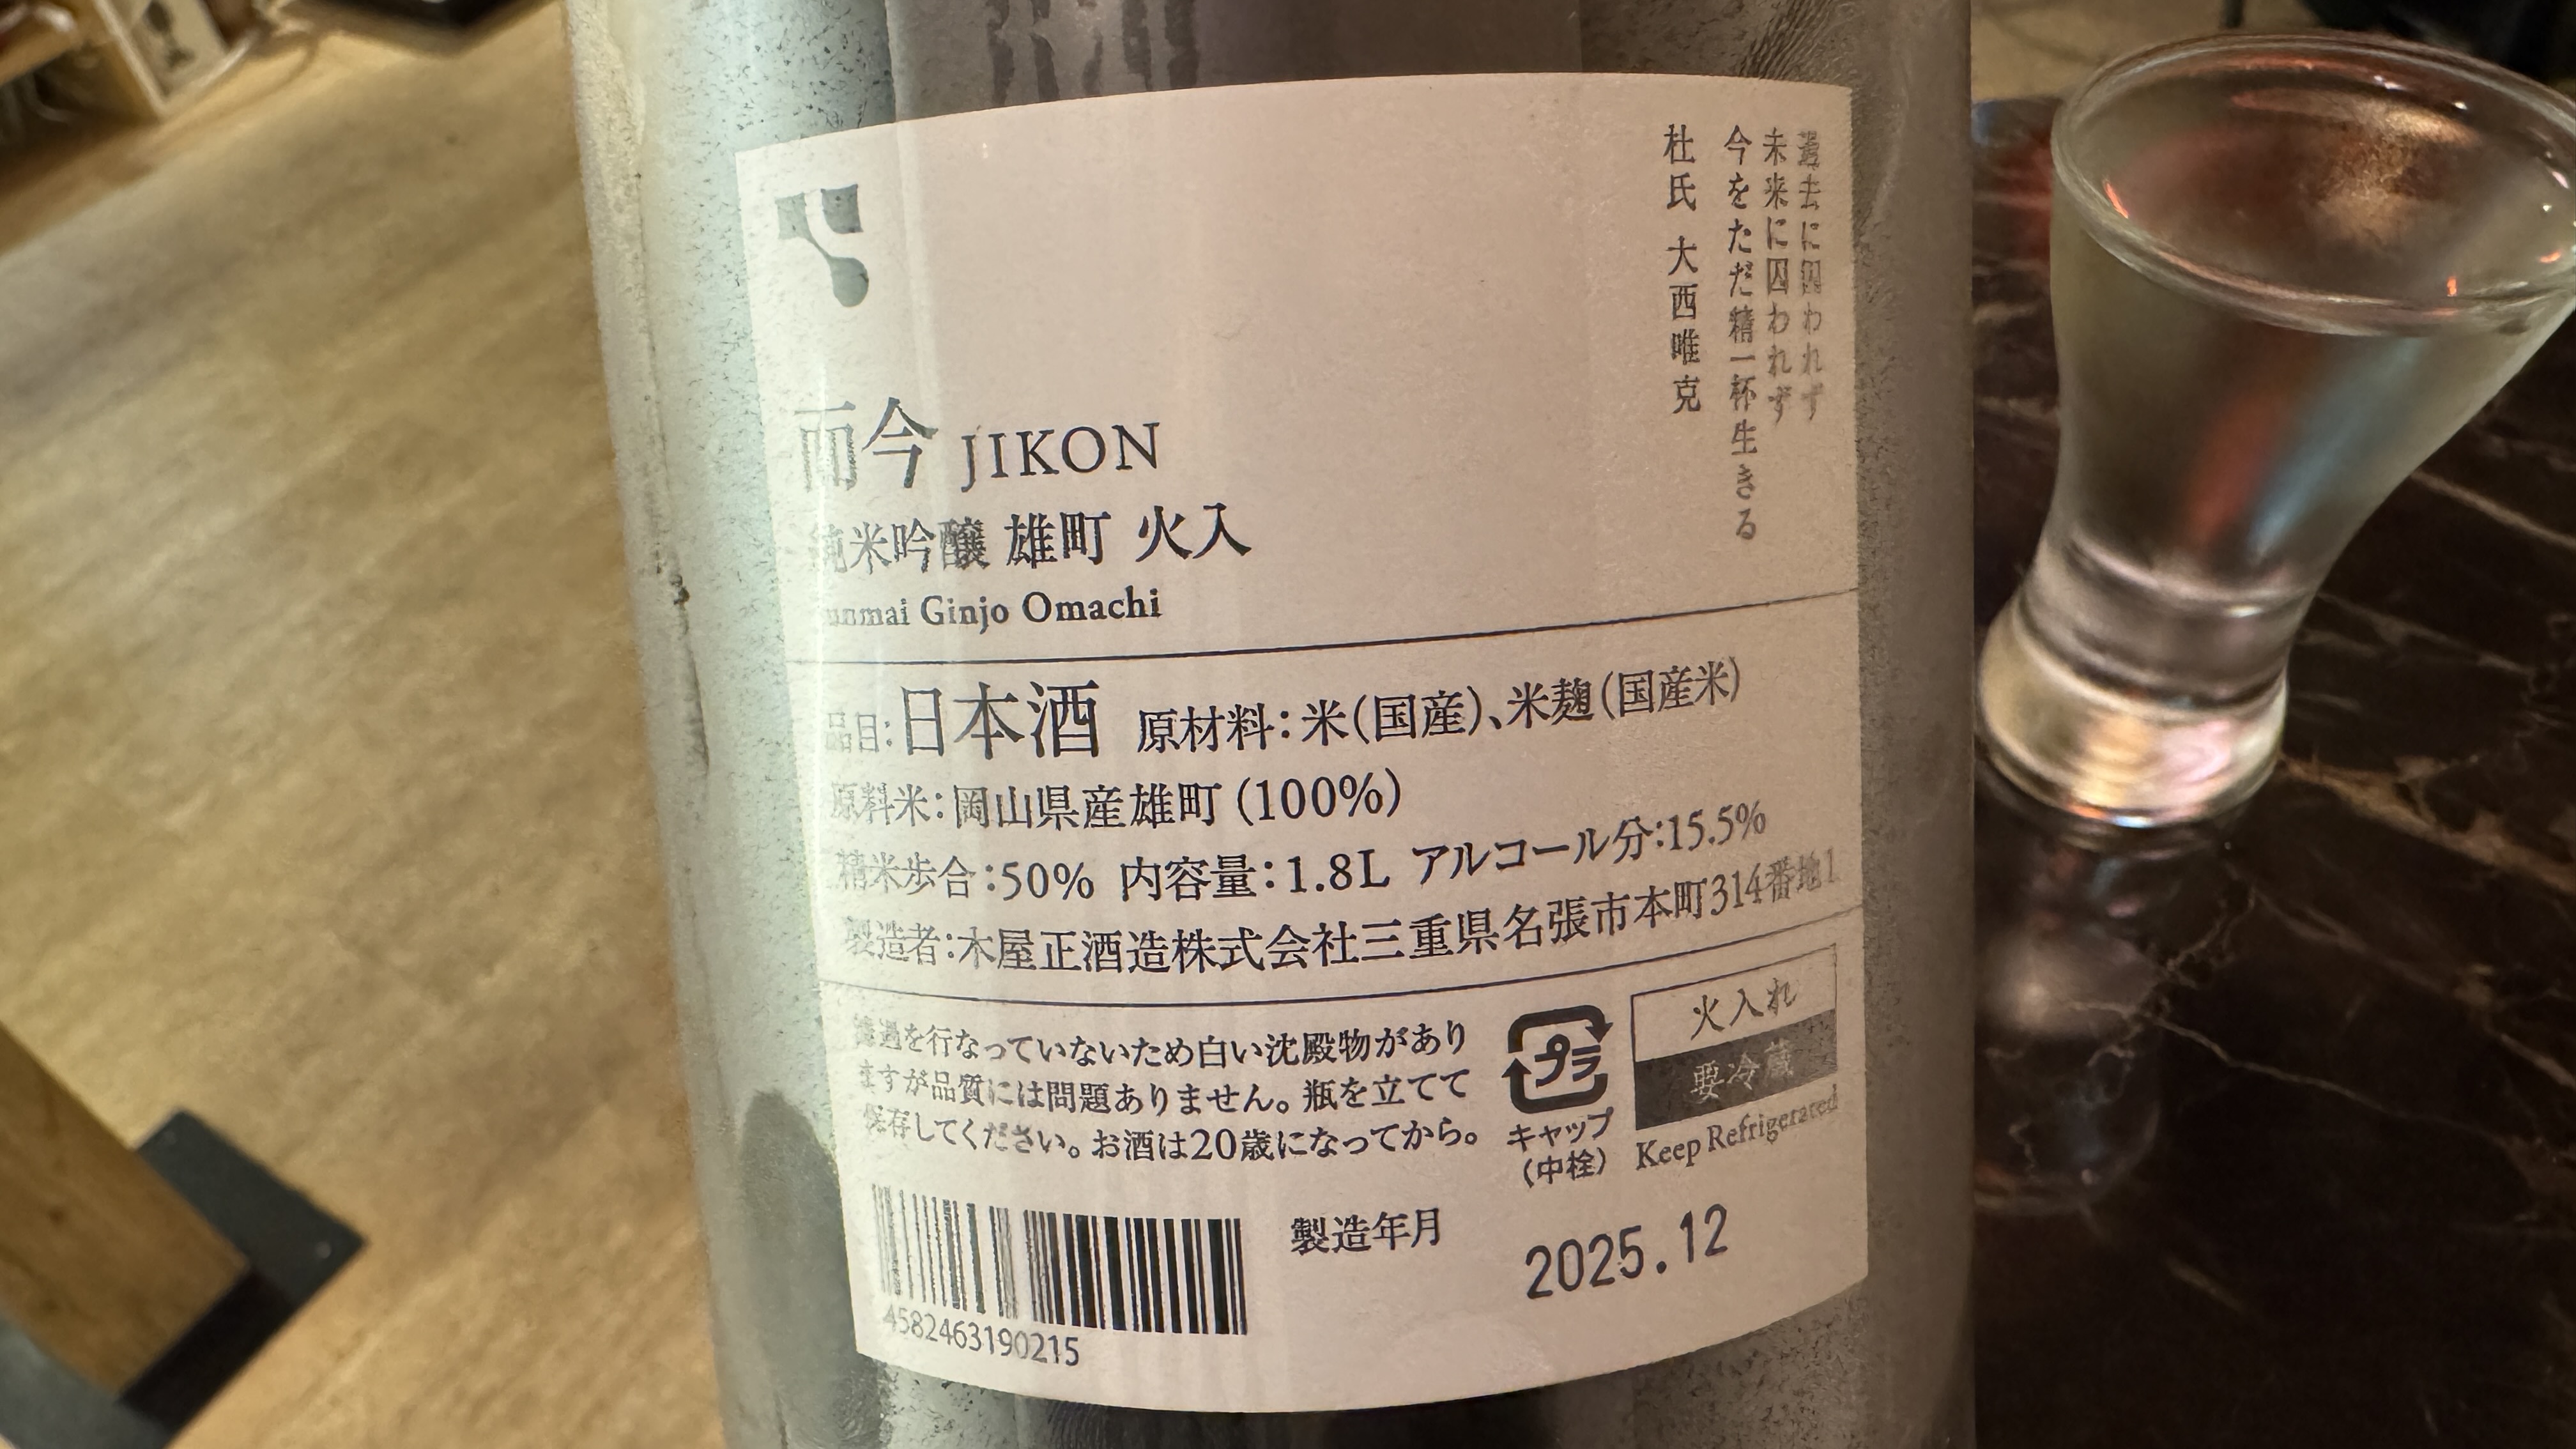 過去に囚われず
未来に囚われず
今をただ精一杯生きる
杜氏 大西唯克
而今 JIKON
純米吟醸 雄町 火入
Junmai Ginjo Omachi
品目:日本酒 原材料:米(国産)、米麹(国産米)
原料米:岡山県産雄町(100%)
精米歩合:50% 内容量:1.8L アルコール分:15.5%
製造者:木屋正酒造株式会社三重県名張市本町314番地1
濾過を行なっていないため白い沈殿物があり
ますが品質には問題ありません。瓶を立てて
保存してください。お酒は20歳になってから。
プラ
キャップ
(中栓)
火入れ
要冷蔵
Keep Refrigerated
製造年月
2025.12
4582463190215